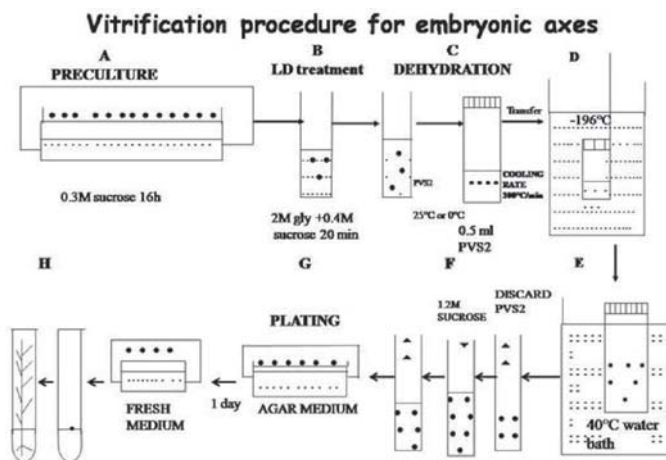 Vitrification procedure for embryonic axes
A
PRECULTURE
0.3M sucrose 16h
B
LD treatment
2M gly +0.4M
sucrose 20 min
C
DEHYDRATION
PVS2
25°C or 0°C
0.5 ml
PVS2
COOLING
RATE
300°C/min
Transfer
D
-196°C
E
40°C water
bath
DISCARD
PVS2
F
1.2M
SUCROSE
G
PLATING
AGAR MEDIUM
1 day
FRESH
MEDIUM
H